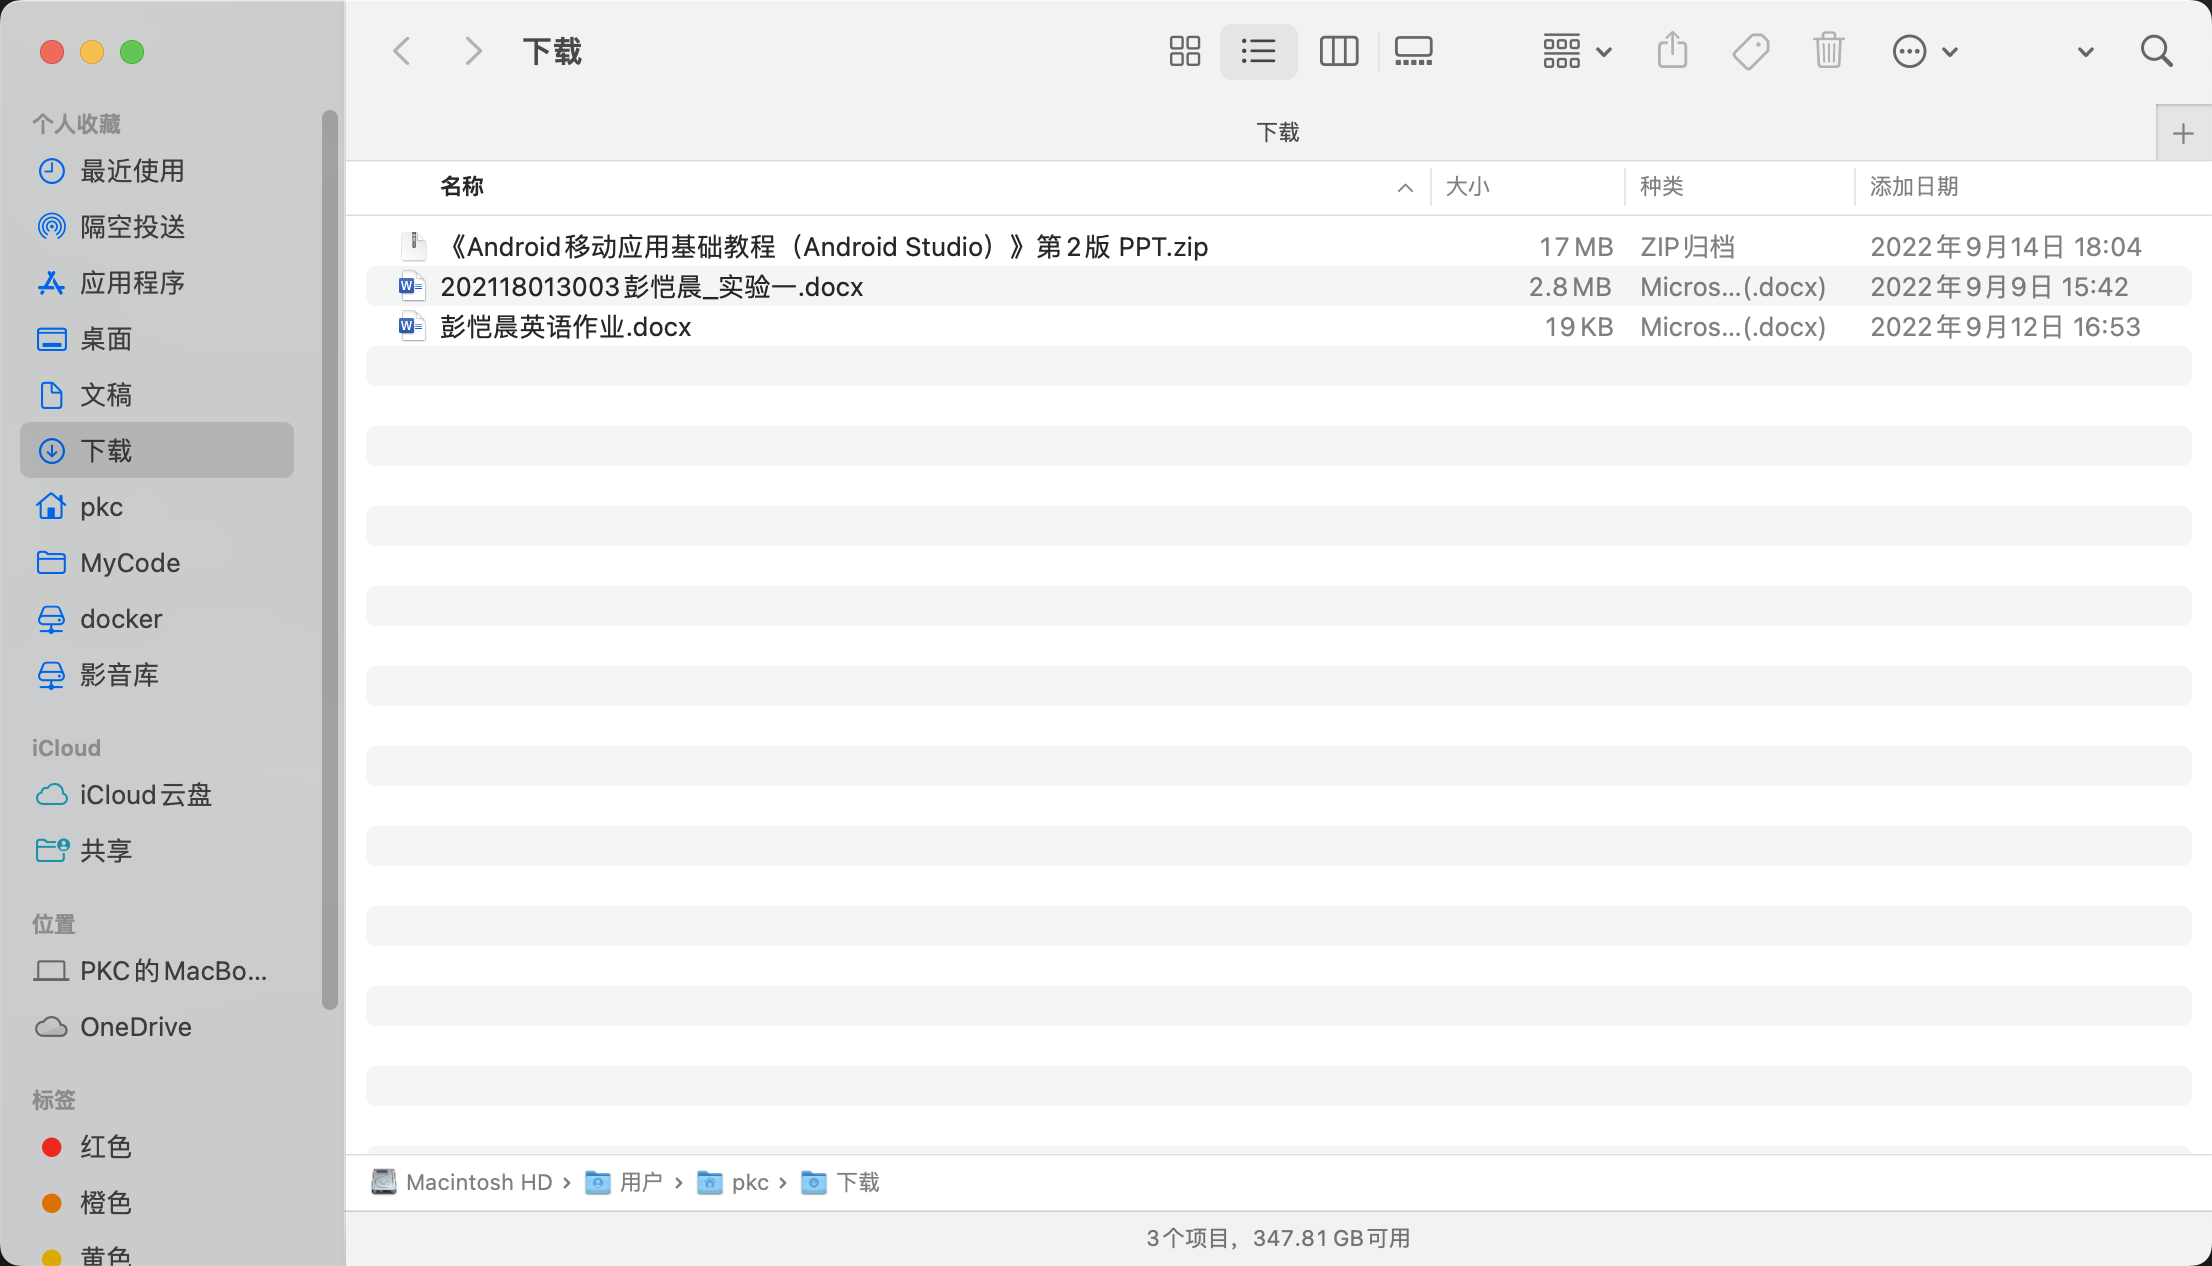 下载
下载
个人收藏
最近使用
隔空投送
应用程序
桌面
文稿
下载
pkc
MyCode
docker
影音库
iCloud
iCloud云盘
共享
位置
PKC的MacBo...
OneDrive
标签
红色
橙色
黄色
名称 大小 种类 添加日期
《Android移动应用基础教程（Android Studio）》第2版 PPT.zip 17 MB ZIP归档 2022年9月14日 18:04
202118013003彭恺晨_实验一.docx 2.8 MB Micros...(.docx) 2022年9月9日 15:42
彭恺晨英语作业.docx 19 KB Micros...(.docx) 2022年9月12日 16:53
Macintosh HD › 用户 › pkc › 下载
3个项目，347.81 GB可用